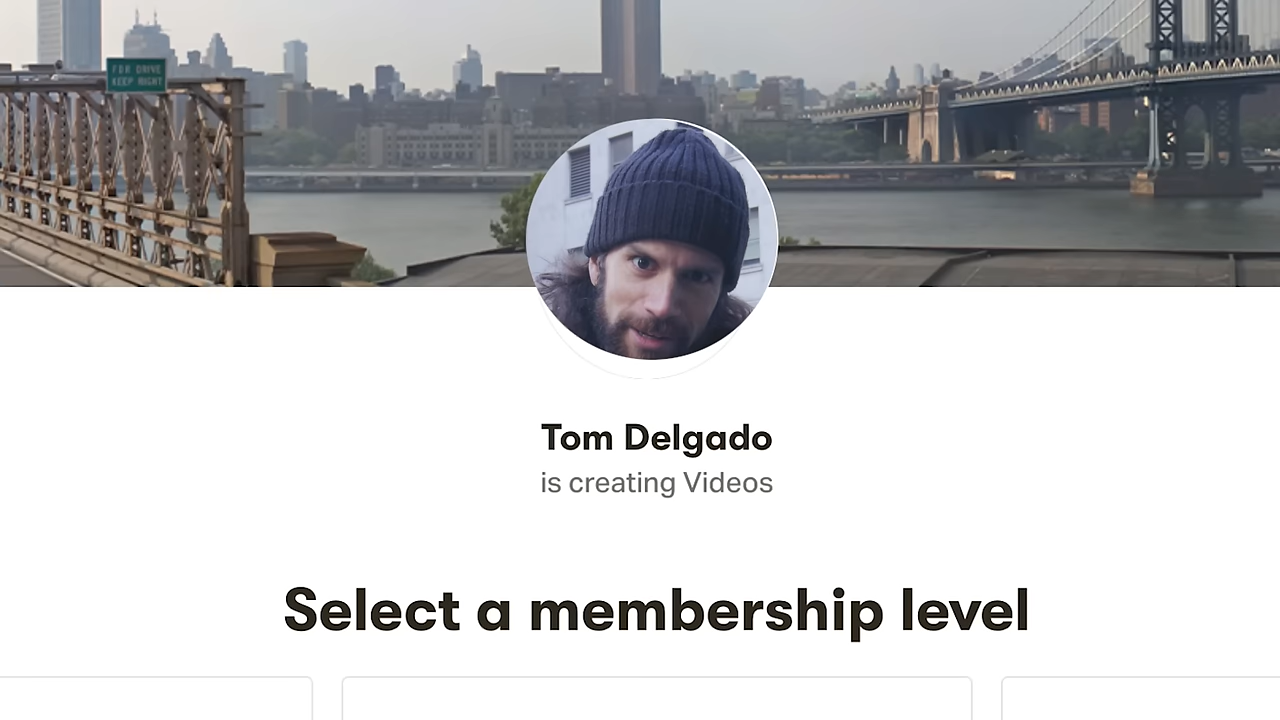 FDR DRIVE
KEEP RIGHT
Tom Delgado
is creating Videos
Select a membership level